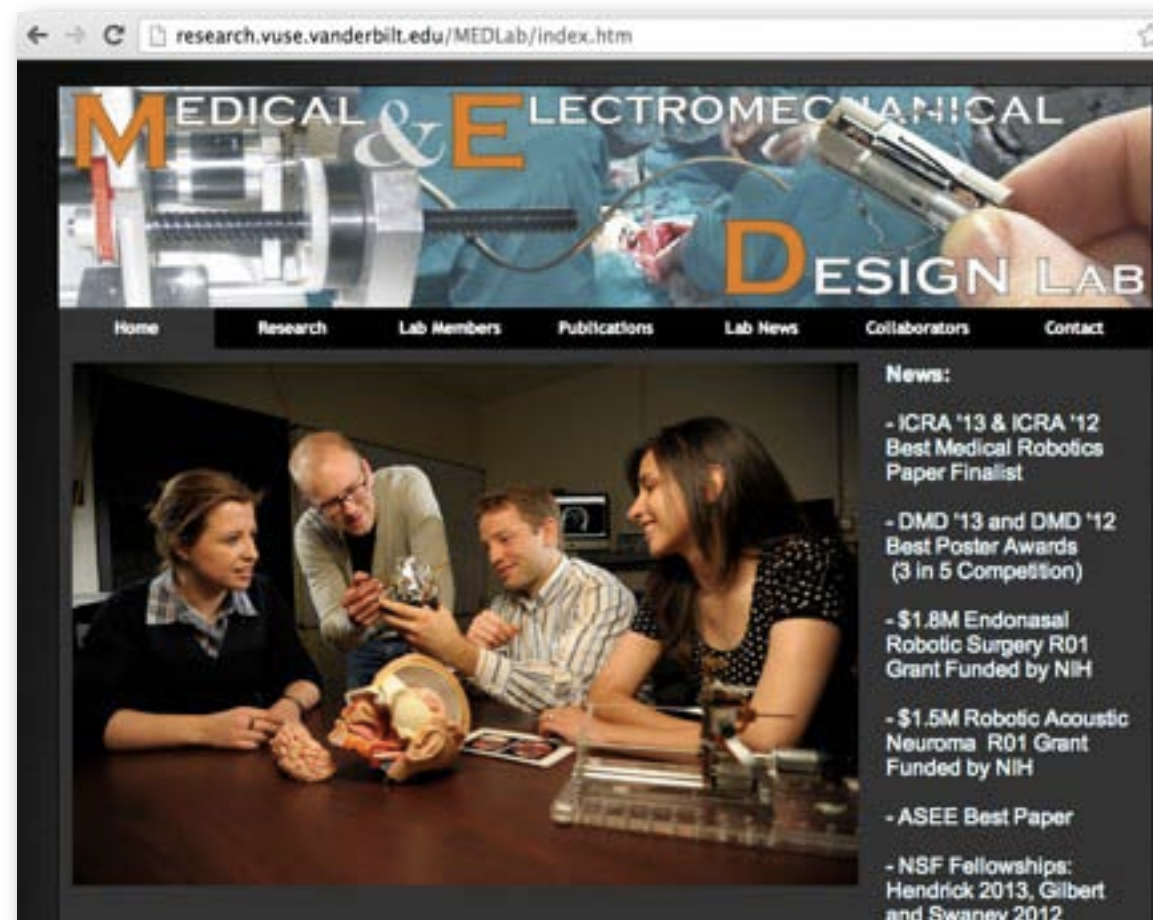 research.vuse.vanderbilt.edu/MEDLab/index.htm
MEDICAL & ELECTROMECHANICAL
DESIGN LAB
Home Research Lab Members Publications Lab News Collaborators Contact
News:
- ICRA '13 & ICRA '12
Best Medical Robotics
Paper Finalist
- DMD '13 and DMD '12
Best Poster Awards
(3 in 5 Competition)
- $1.8M Endonasal
Robotic Surgery R01
Grant Funded by NIH
- $1.5M Robotic Acoustic
Neuroma R01 Grant
Funded by NIH
- ASEE Best Paper
- NSF Fellowships:
Hendrick 2013, Gilbert
and Swaney 2012